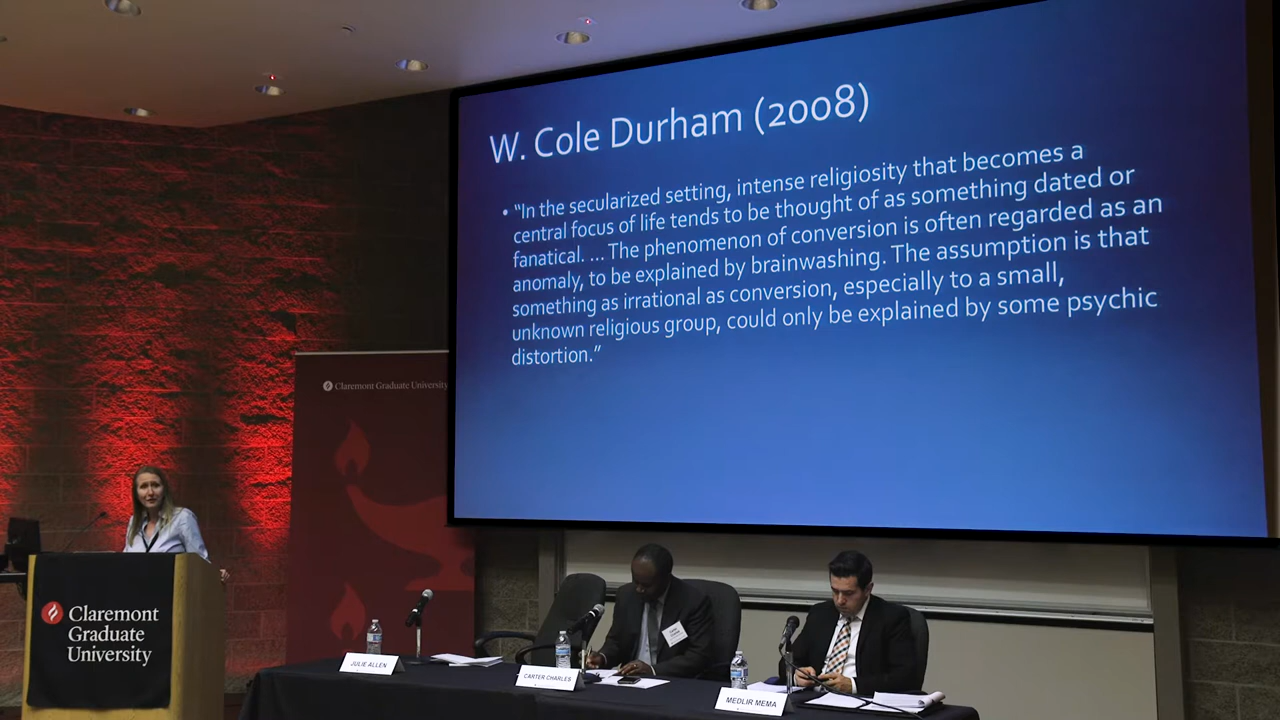 W. Cole Durham (2008)
• “In the secularized setting, intense religiosity that becomes a
central focus of life tends to be thought of as something dated or
fanatical. ... The phenomenon of conversion is often regarded as an
anomaly, to be explained by brainwashing. The assumption is that
something as irrational as conversion, especially to a small,
unknown religious group, could only be explained by some psychic
distortion.”
Claremont Graduate University
Claremont
Graduate
University
JULIE ALLEN
CARTER CHARLES
MEDLIR MEMA